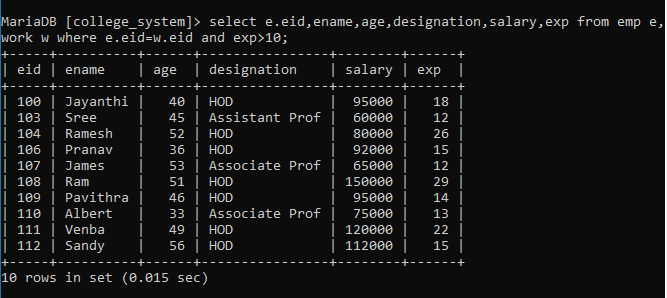 MariaDB [college_system]> select e.eid,ename,age,designation,salary,exp from emp e,
work w where e.eid=w.eid and exp>10;
+-----+-----------+------+----------------+--------+------+
| eid | ename     | age  | designation    | salary | exp  |
+-----+-----------+------+----------------+--------+------+
| 100 | Jayanthi  |   40 | HOD            |  95000 |   18 |
| 103 | Sree      |   45 | Assistant Prof |  60000 |   12 |
| 104 | Ramesh    |   52 | HOD            |  80000 |   26 |
| 106 | Pranav    |   36 | HOD            |  92000 |   15 |
| 107 | James     |   53 | Associate Prof |  65000 |   12 |
| 108 | Ram       |   51 | HOD            | 150000 |   29 |
| 109 | Pavithra  |   46 | HOD            |  95000 |   14 |
| 110 | Albert    |   33 | Associate Prof |  75000 |   13 |
| 111 | Venba     |   49 | HOD            | 120000 |   22 |
| 112 | Sandy     |   56 | HOD            | 112000 |   15 |
+-----+-----------+------+----------------+--------+------+
10 rows in set (0.015 sec)